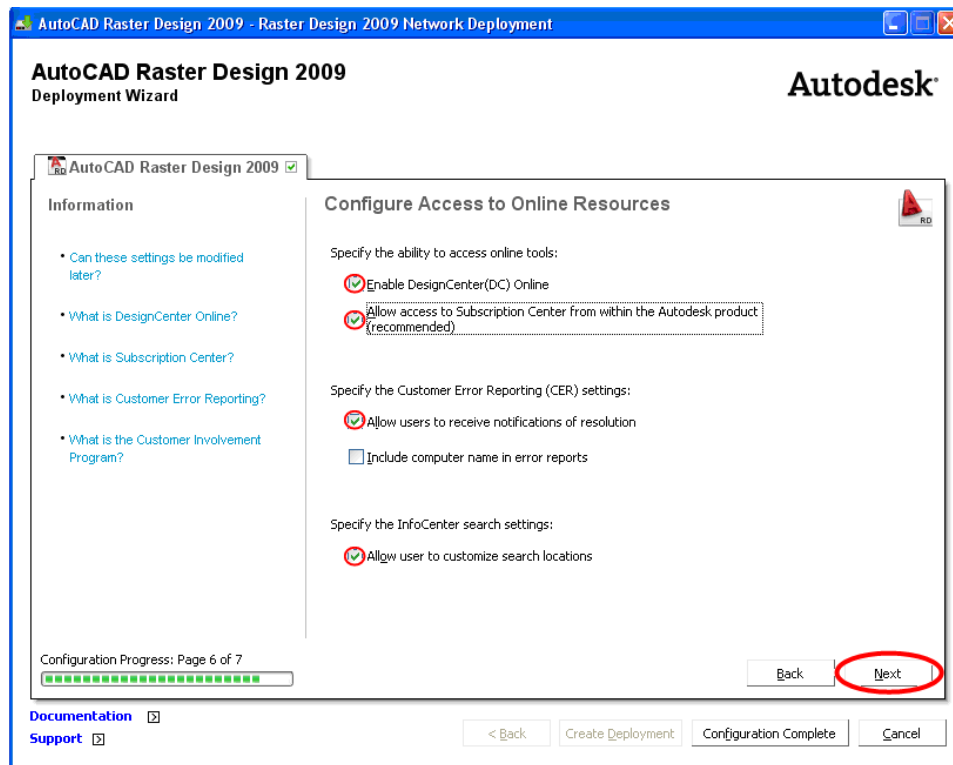 AutoCAD Raster Design 2009 - Raster Design 2009 Network Deployment
AutoCAD Raster Design 2009
Deployment Wizard
Autodesk
AutoCAD Raster Design 2009
Information
• Can these settings be modified
later?
• What is DesignCenter Online?
• What is Subscription Center?
• What is Customer Error Reporting?
• What is the Customer Involvement
Program?
Configure Access to Online Resources
RD
Specify the ability to access online tools:
Enable DesignCenter(DC) Online
Allow access to Subscription Center from within the Autodesk product
(recommended)
Specify the Customer Error Reporting (CER) settings:
Allow users to receive notifications of resolution
Include computer name in error reports
Specify the InfoCenter search settings:
Allow user to customize search locations
Configuration Progress: Page 6 of 7
Back
Next
Documentation
Support
< Back
Create Deployment
Configuration Complete
Cancel